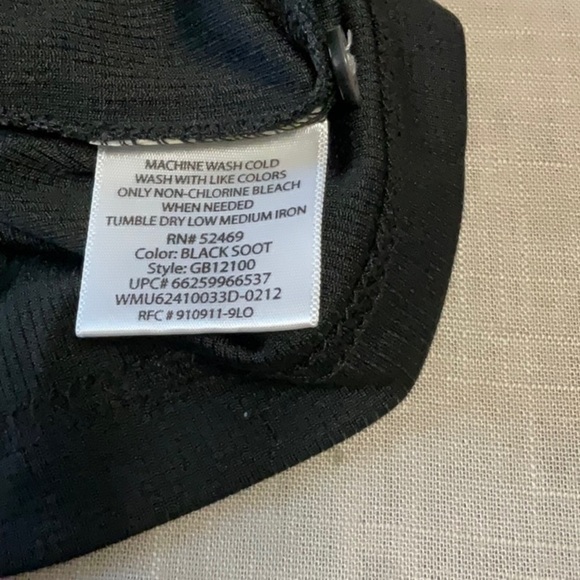 MACHINE WASH COLD
WASH WITH LIKE COLORS
ONLY NON-CHLORINE BLEACH
WHEN NEEDED
TUMBLE DRY LOW MEDIUM IRON
RN# 52469
Color: BLACK SOOT
Style: GB12100
UPC# 66259966537
WMU62410033D-0212
RFC # 910911-9LO